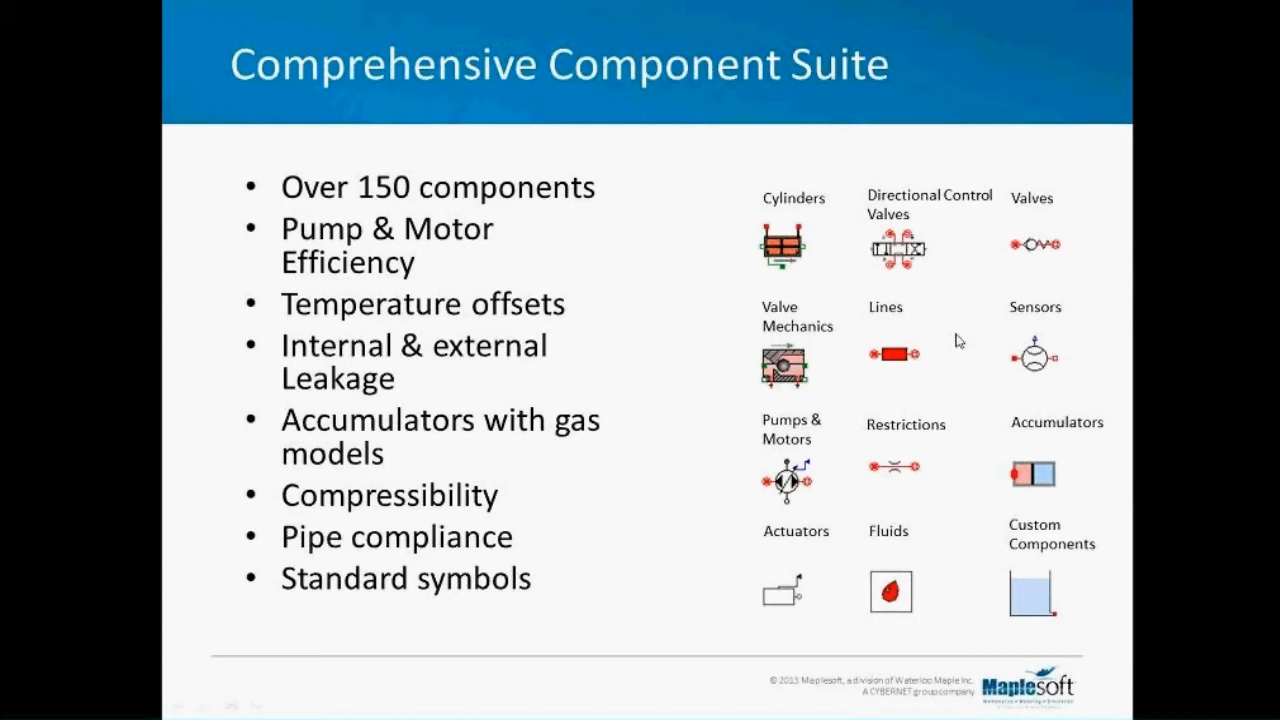 Comprehensive Component Suite
• Over 150 components
• Pump & Motor
Efficiency
• Temperature offsets
• Internal & external
Leakage
• Accumulators with gas
models
• Compressibility
• Pipe compliance
• Standard symbols
Cylinders
Directional Control
Valves
Valves
Valve
Mechanics
Lines
Sensors
Pumps &
Motors
Restrictions
Accumulators
Actuators
Fluids
Custom
Components
© 2013 Maplesoft, a division of Waterloo Maple Inc.
A CYBERNET group company
Maplesoft